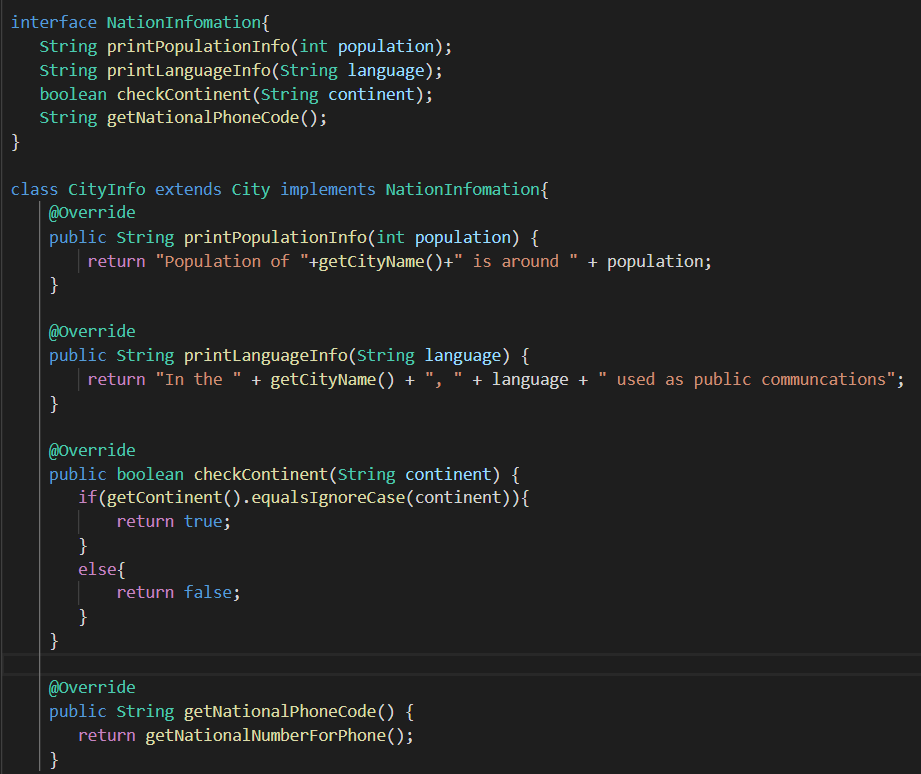 interface NationInfomation{
String printPopulationInfo(int population);
String printLanguageInfo(String language);
boolean checkContinent(String continent);
String getNationalPhoneCode();
}
class CityInfo extends City implements NationInfomation{
@Override
public String printPopulationInfo(int population) {
return "Population of "+getCityName()+" is around " + population;
}
@Override
public String printLanguageInfo(String language) {
return "In the " + getCityName() + ", " + language + " used as public communcations";
}
@Override
public boolean checkContinent(String continent) {
if(getContinent().equalsIgnoreCase(continent)){
return true;
}
else{
return false;
}
}
@Override
public String getNationalPhoneCode() {
return getNationalNumberForPhone();
}